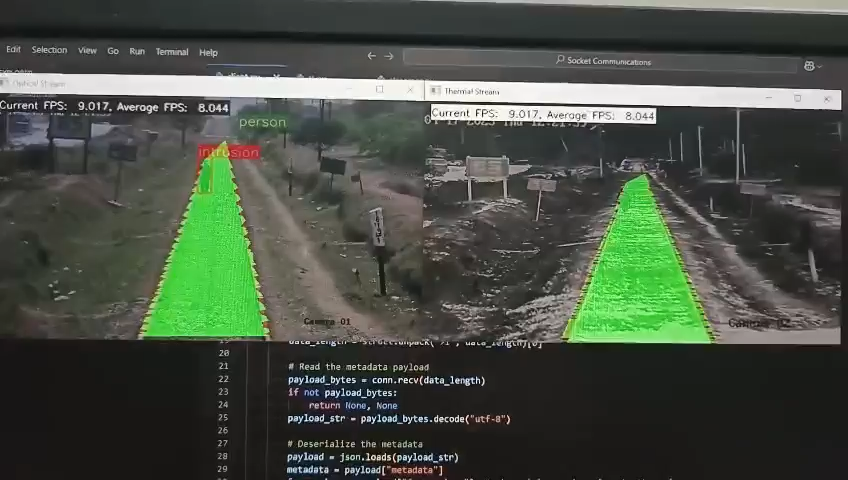 Edit Selection View Go Run Terminal Help
Socket Communications
Optical Stream
Thermal Stream
Current FPS: 9.017, Average FPS: 8.044
Current FPS: 9.017, Average FPS: 8.044
person
intrusion
Camera 01
Camera 02
20
21 # Read the metadata payload
22 payload_bytes = conn.recv(data_length)
23 if not payload_bytes:
24 return None, None
25 payload_str = payload_bytes.decode("utf-8")
26
27 # Deserialize the metadata
28 payload = json.loads(payload_str)
29 metadata = payload["metadata"]